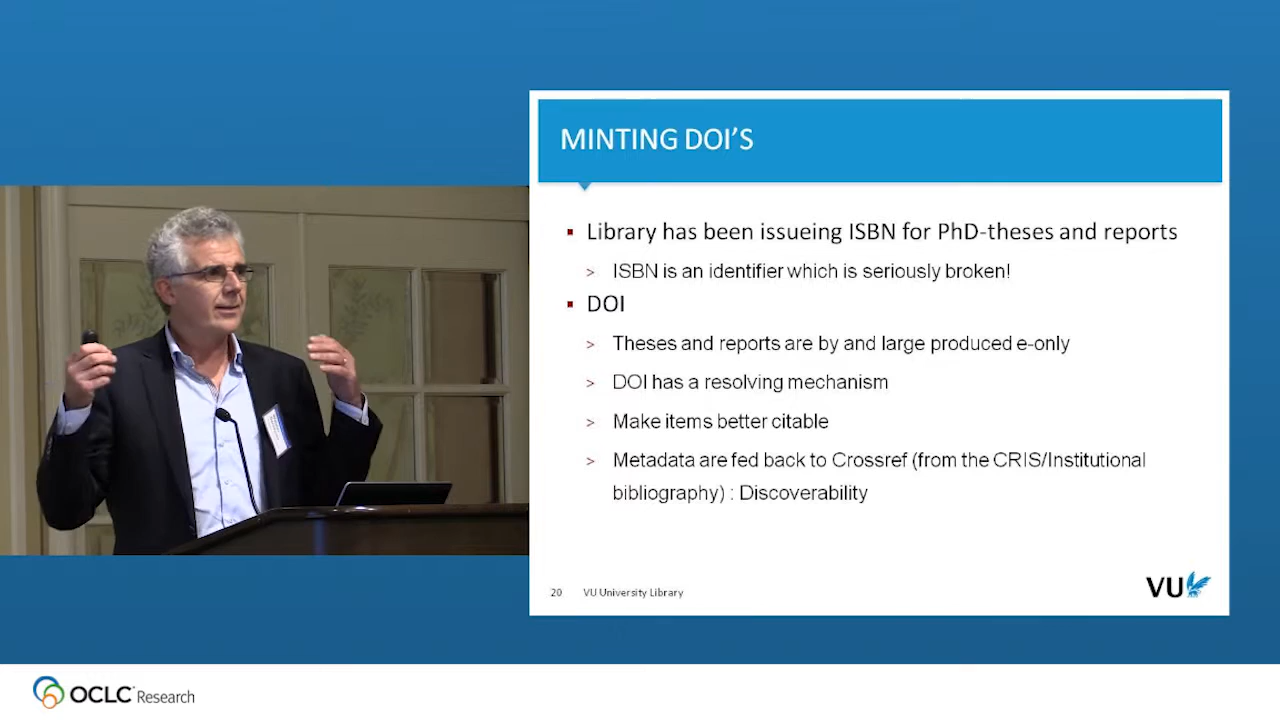 MINTING DOI’S
▪ Library has been issueing ISBN for PhD-theses and reports
> ISBN is an identifier which is seriously broken!
▪ DOI
> Theses and reports are by and large produced e-only
> DOI has a resolving mechanism
> Make items better citable
> Metadata are fed back to Crossref (from the CRIS/Institutional
bibliography) : Discoverability
20 VU University Library
VU
OCLC Research